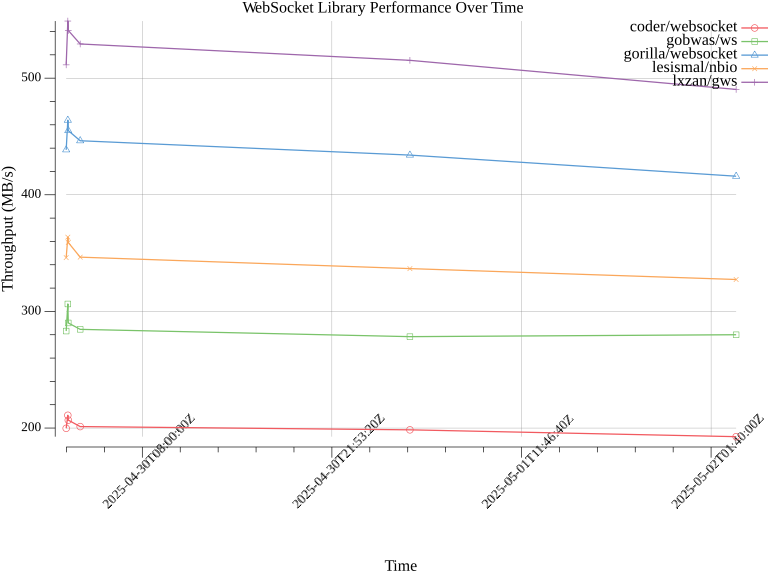 WebSocket Library Performance Over Time
coder/websocket
gobwas/ws
gorilla/websocket
lesismal/nbio
lxzan/gws
Throughput (MB/s)
500
400
300
200
2025-04-30T08:00:00Z
2025-04-30T21:53:20Z
2025-05-01T11:46:40Z
2025-05-02T01:40:00Z
Time